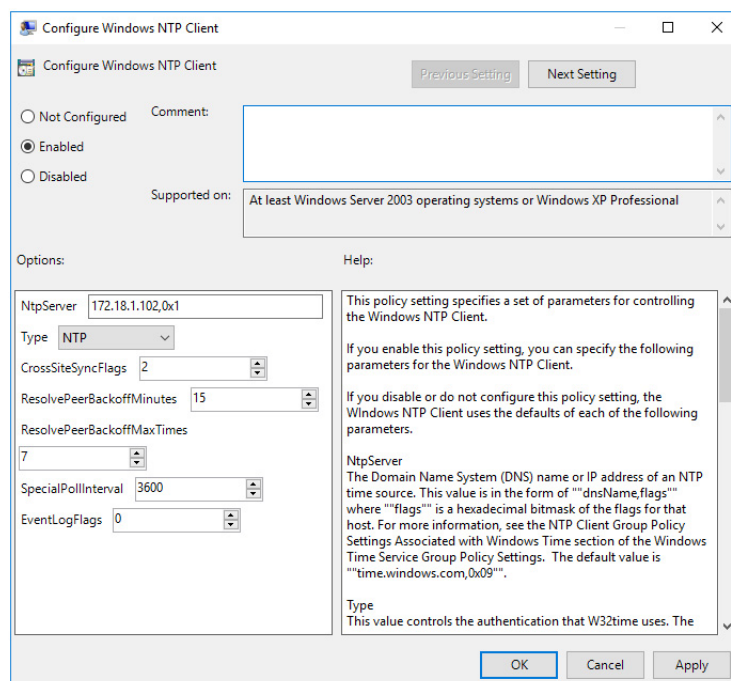 Configure Windows NTP Client
Configure Windows NTP Client
Previous Setting
Next Setting
Not Configured
Comment:
Enabled
Disabled
Supported on:
At least Windows Server 2003 operating systems or Windows XP Professional
Options:
Help:
NtpServer 172.18.1.102,0x1
Type NTP
CrossSiteSyncFlags 2
ResolvePeerBackoffMinutes 15
ResolvePeerBackoffMaxTimes
7
SpecialPollInterval 3600
EventLogFlags 0
This policy setting specifies a set of parameters for controlling
the Windows NTP Client.
If you enable this policy setting, you can specify the following
parameters for the Windows NTP Client.
If you disable or do not configure this policy setting, the
WIndows NTP Client uses the defaults of each of the following
parameters.
NtpServer
The Domain Name System (DNS) name or IP address of an NTP
time source. This value is in the form of ""dnsName,flags""
where ""flags"" is a hexadecimal bitmask of the flags for that
host. For more information, see the NTP Client Group Policy
Settings Associated with Windows Time section of the Windows
Time Service Group Policy Settings.  The default value is
""time.windows.com,0x09"".
Type
This value controls the authentication that W32time uses. The
OK
Cancel
Apply